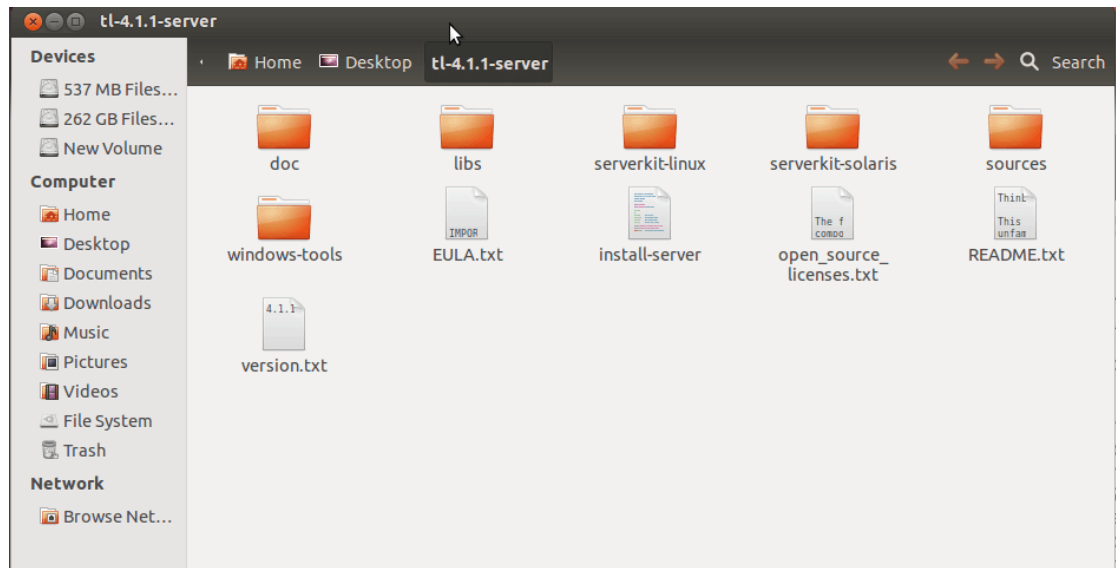 tl-4.1.1-server
Devices
537 MB Files...
262 GB Files...
New Volume
Computer
Home
Desktop
Documents
Downloads
Music
Pictures
Videos
File System
Trash
Network
Browse Net...
Home Desktop tl-4.1.1-server Search
doc libs serverkit-linux serverkit-solaris sources
IMPOR
The f
compo
Think
This
unfam
windows-tools EULA.txt install-server open_source_
licenses.txt README.txt
4.1.1
version.txt